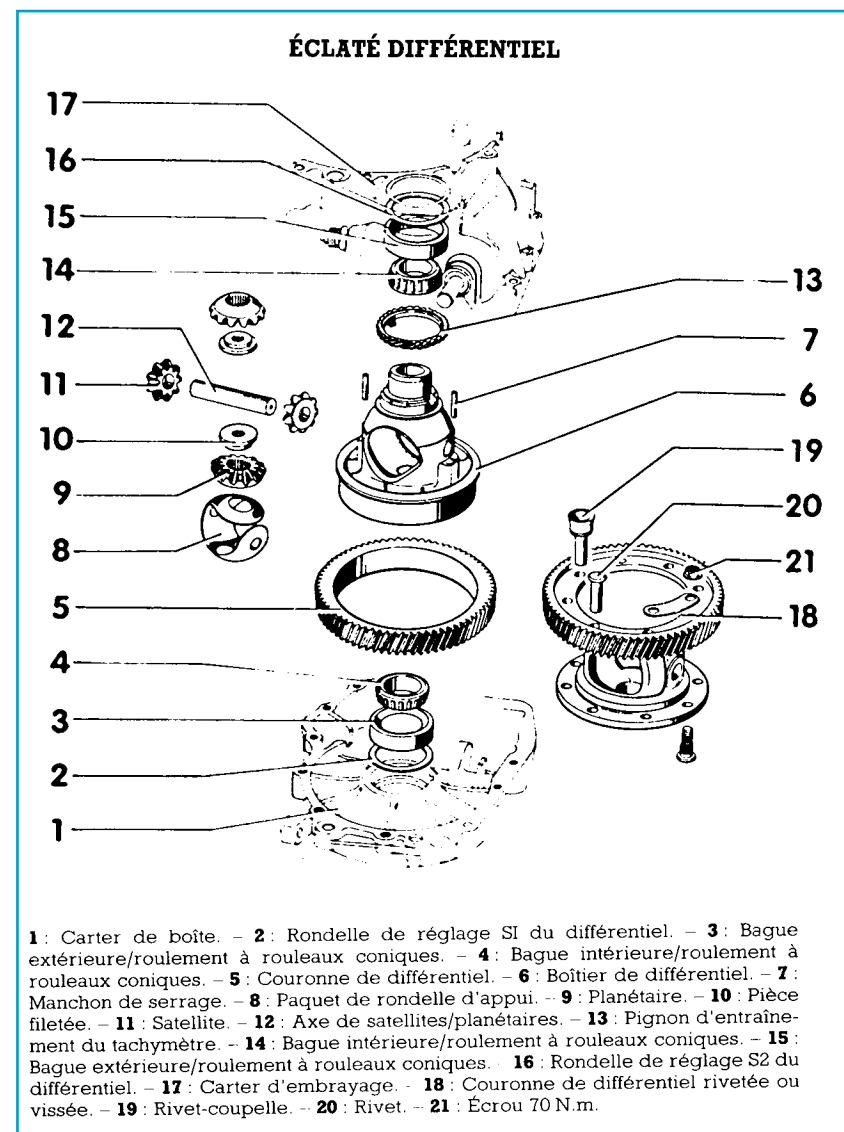 ÉCLATÉ DIFFÉRENTIEL
17
16
15
14
13
12
7
11
6
10
19
9
20
8
21
5
18
4
3
2
1
1 : Carter de boîte. – 2 : Rondelle de réglage SI du différentiel. – 3 : Bague
extérieure/roulement à rouleaux coniques. – 4 : Bague intérieure/roulement à
rouleaux coniques. – 5 : Couronne de différentiel. – 6 : Boîtier de différentiel. – 7 :
Manchon de serrage. – 8 : Paquet de rondelle d'appui. – 9 : Planétaire. – 10 : Pièce
filetée. – 11 : Satellite. – 12 : Axe de satellites/planétaires. – 13 : Pignon d'entraîne-
ment du tachymètre. – 14 : Bague intérieure/roulement à rouleaux coniques. – 15 :
Bague extérieure/roulement à rouleaux coniques. 16 : Rondelle de réglage S2 du
différentiel. – 17 : Carter d'embrayage. - 18 : Couronne de différentiel rivetée ou
vissée. – 19 : Rivet-coupelle. – 20 : Rivet. – 21 : Écrou 70 N.m.